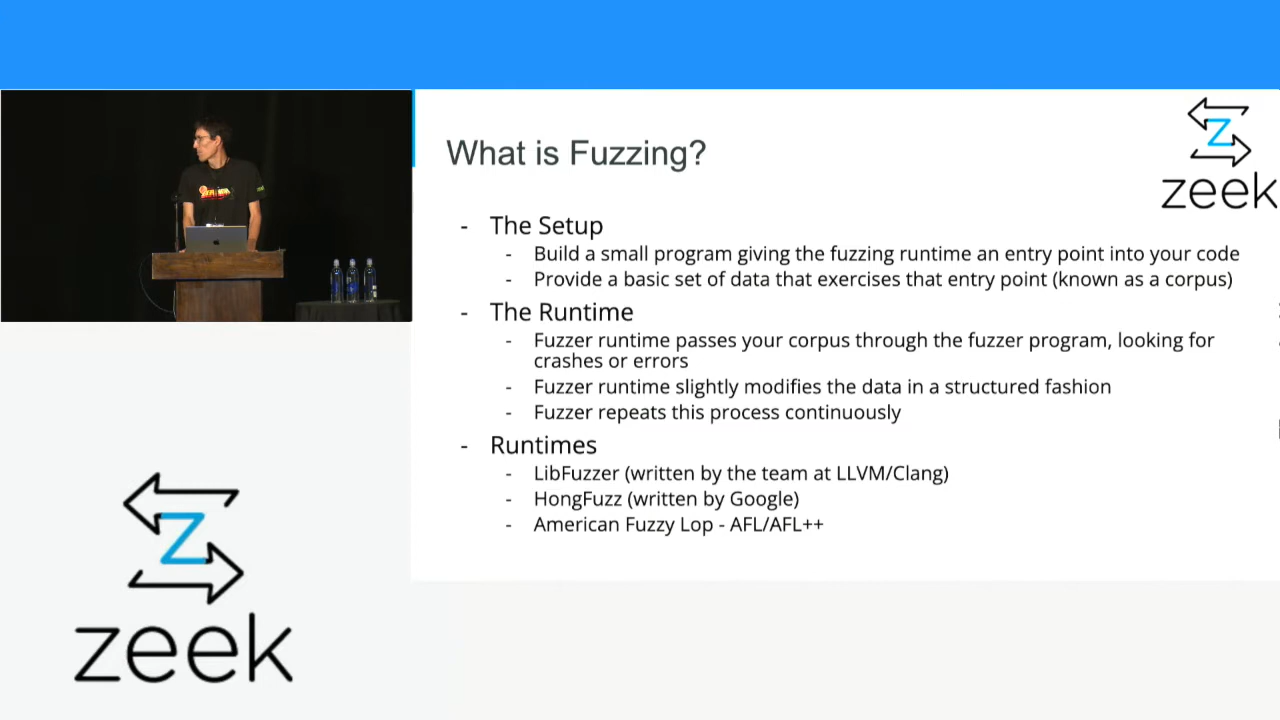 What is Fuzzing?
zeek
- The Setup
- Build a small program giving the fuzzing runtime an entry point into your code
- Provide a basic set of data that exercises that entry point (known as a corpus)
- The Runtime
- Fuzzer runtime passes your corpus through the fuzzer program, looking for
crashes or errors
- Fuzzer runtime slightly modifies the data in a structured fashion
- Fuzzer repeats this process continuously
- Runtimes
- LibFuzzer (written by the team at LLVM/Clang)
- HongFuzz (written by Google)
- American Fuzzy Lop - AFL/AFL++
zeek